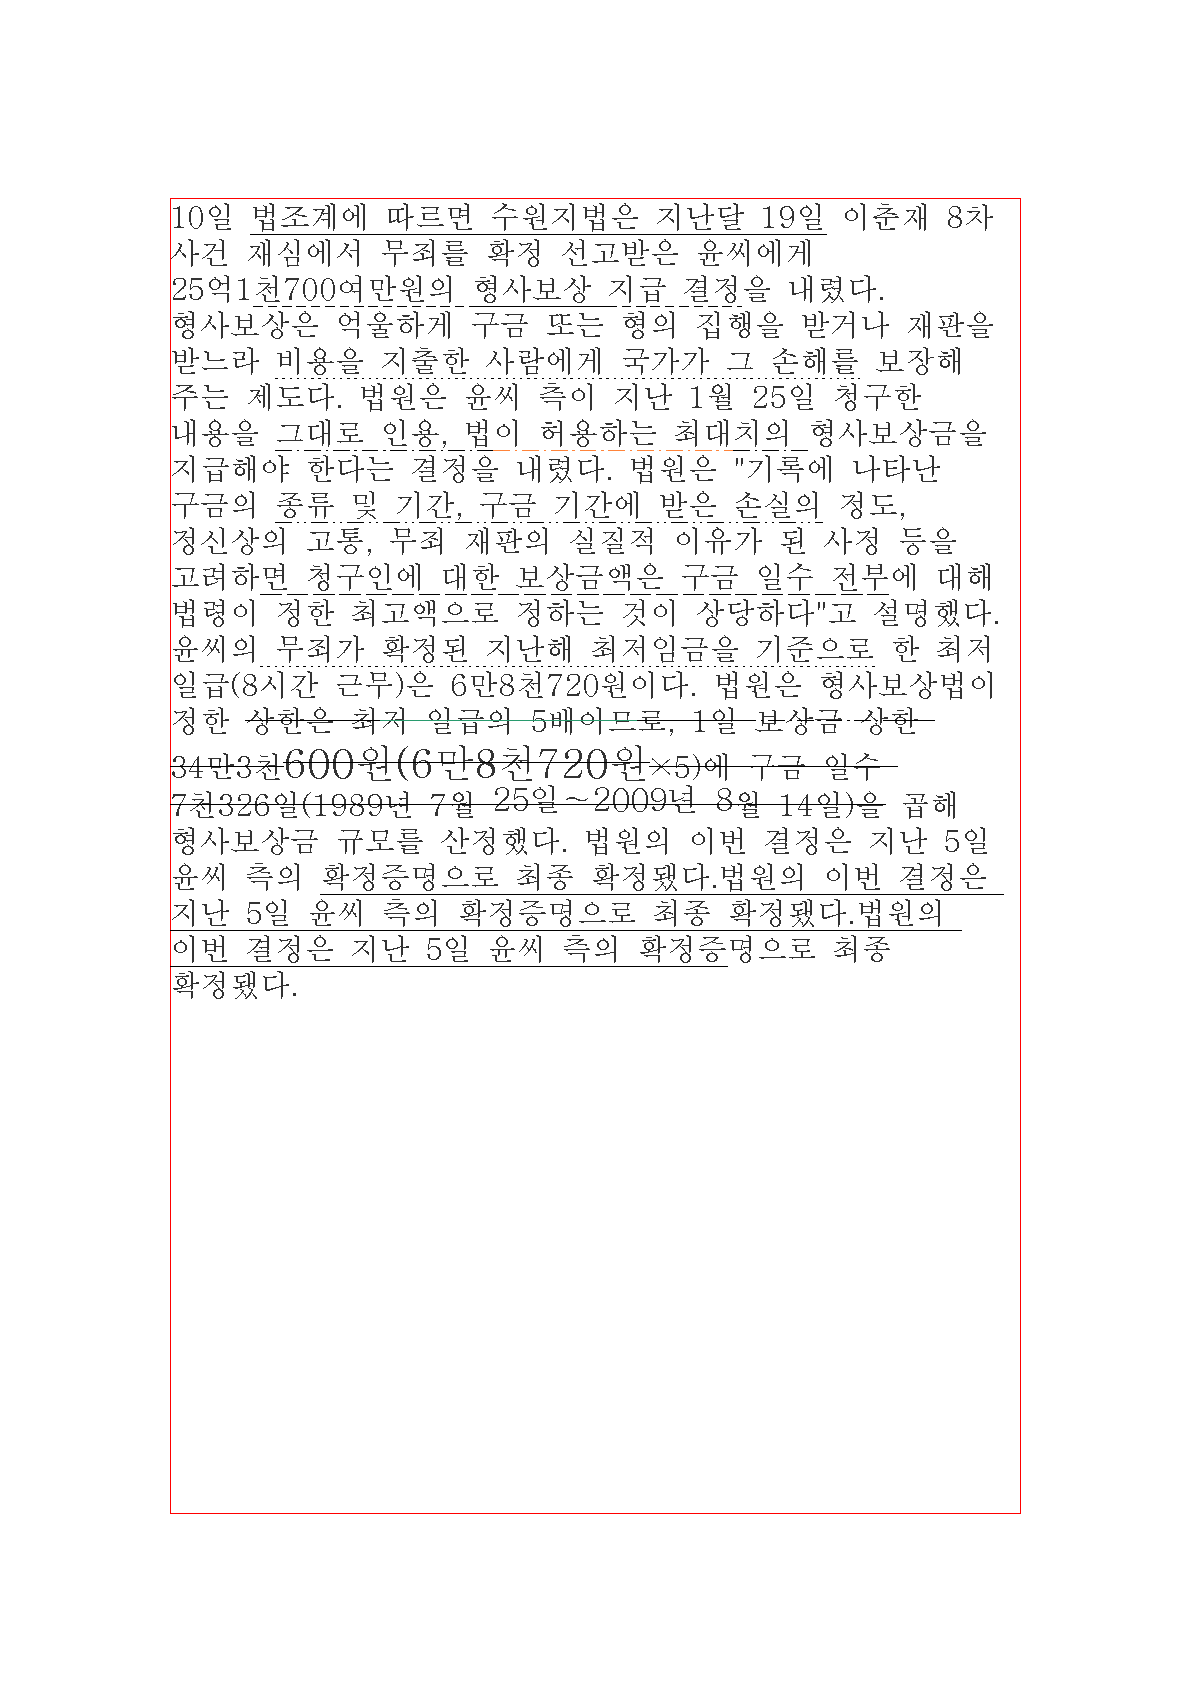 10일 법조계에 따르면 수원지법은 지난달 19일 이춘재 8차
사건 재심에서 무죄를 확정 선고받은 윤씨에게
25억1천700여만원의 형사보상 지급 결정을 내렸다.
형사보상은 억울하게 구금 또는 형의 집행을 받거나 재판을
받느라 비용을 지출한 사람에게 국가가 그 손해를 보장해
주는 제도다. 법원은 윤씨 측이 지난 1월 25일 청구한
내용을 그대로 인용, 법이 허용하는 최대치의 형사보상금을
지급해야 한다는 결정을 내렸다. 법원은 "기록에 나타난
구금의 종류 및 기간, 구금 기간에 받은 손실의 정도,
정신상의 고통, 무죄 재판의 실질적 이유가 된 사정 등을
고려하면 청구인에 대한 보상금액은 구금 일수 전부에 대해
법령이 정한 최고액으로 정하는 것이 상당하다"고 설명했다.
윤씨의 무죄가 확정된 지난해 최저임금을 기준으로 한 최저
일급(8시간 근무)은 6만8천720원이다. 법원은 형사보상법이
정한 상한은 최저 일급의 5배이므로, 1일 보상금 상한
34만3천600원(6만8천720원×5)에 구금 일수
7천326일(1989년 7월 25일～2009년 8월 14일)을 곱해
형사보상금 규모를 산정했다. 법원의 이번 결정은 지난 5일
윤씨 측의 확정증명으로 최종 확정됐다.법원의 이번 결정은
지난 5일 윤씨 측의 확정증명으로 최종 확정됐다.법원의
이번 결정은 지난 5일 윤씨 측의 확정증명으로 최종
확정됐다.